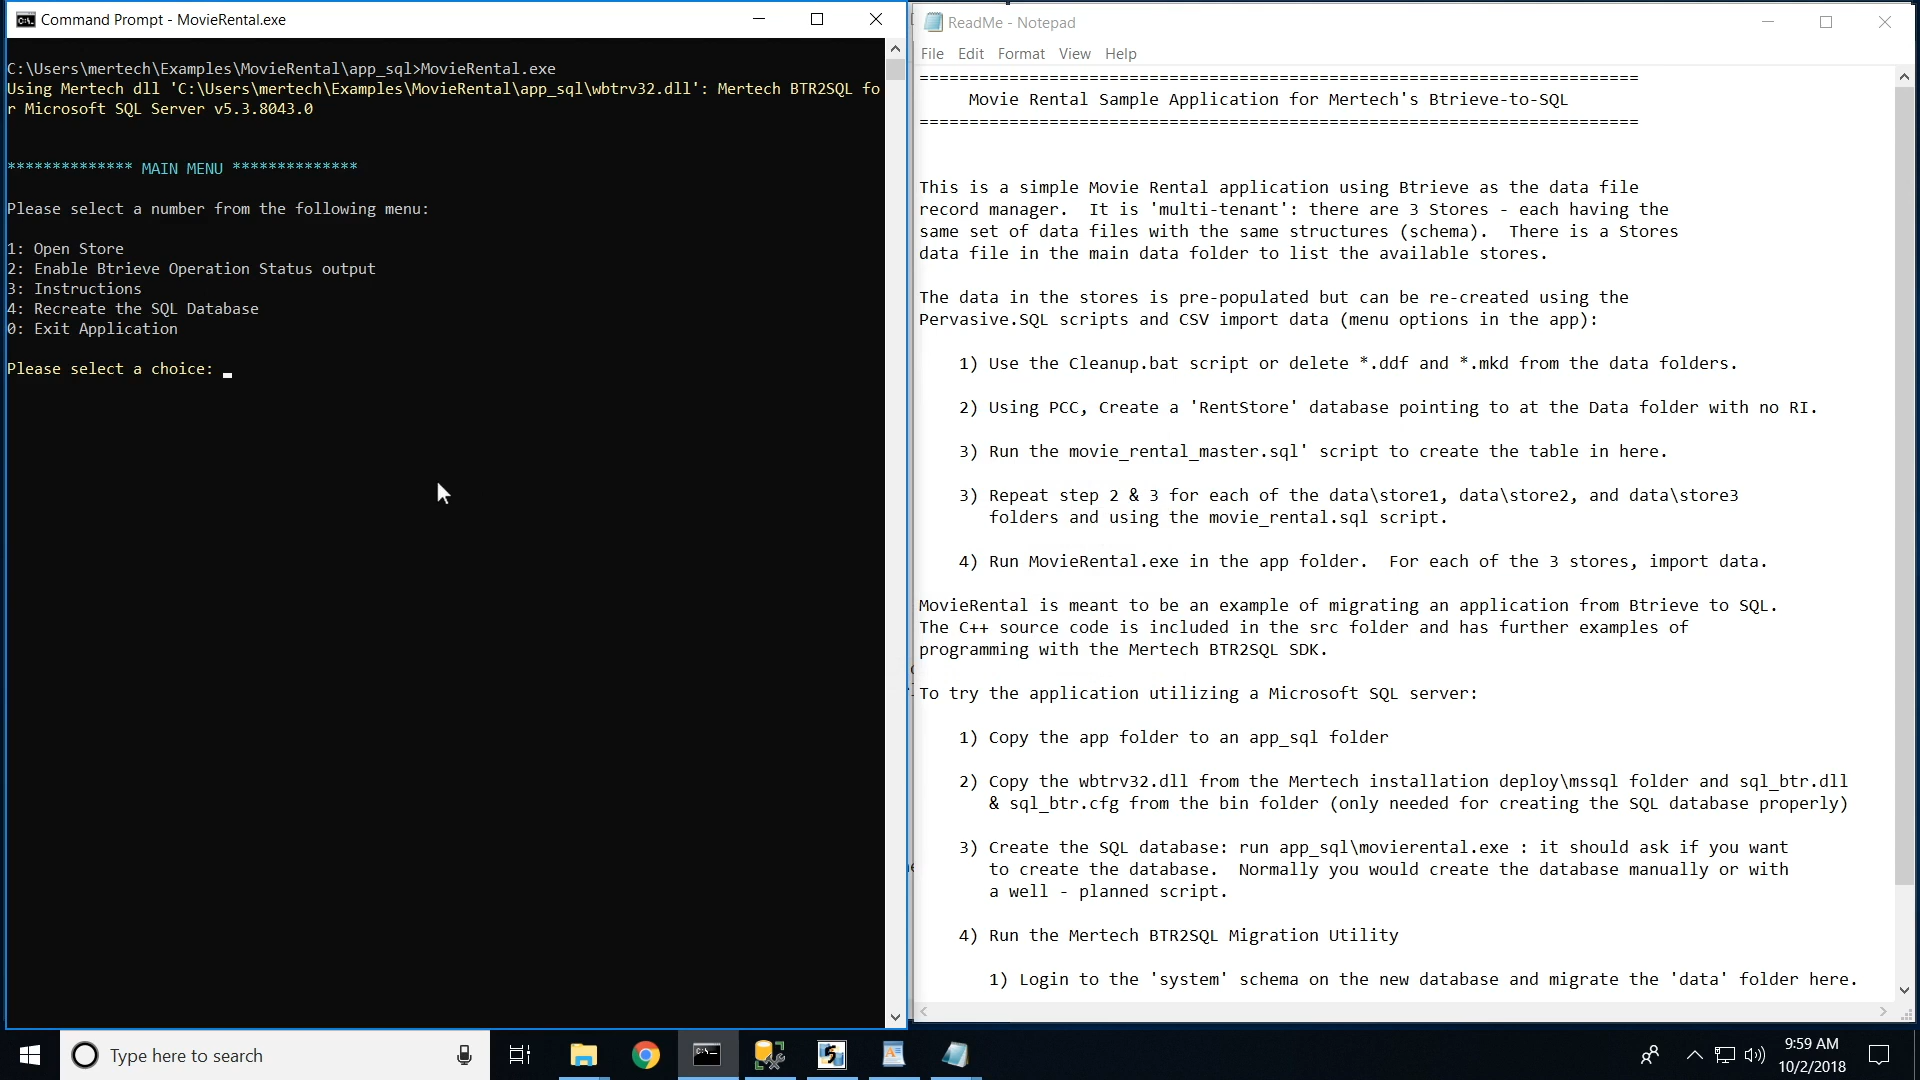 Command Prompt - MovieRental.exe
C:\Users\mertech\Examples\MovieRental\app_sql>MovieRental.exe
Using Mertech dll 'C:\Users\mertech\Examples\MovieRental\app_sql\wbtrv32.dll': Mertech BTR2SQL fo
r Microsoft SQL Server v5.3.8043.0
************** MAIN MENU **************
Please select a number from the following menu:
1: Open Store
2: Enable Btrieve Operation Status output
3: Instructions
4: Recreate the SQL Database
0: Exit Application
Please select a choice: _
ReadMe - Notepad
File Edit Format View Help
========================================================================
Movie Rental Sample Application for Mertech's Btrieve-to-SQL
========================================================================
This is a simple Movie Rental application using Btrieve as the data file
record manager.  It is 'multi-tenant': there are 3 Stores - each having the
same set of data files with the same structures (schema).  There is a Stores
data file in the main data folder to list the available stores.
The data in the stores is pre-populated but can be re-created using the
Pervasive.SQL scripts and CSV import data (menu options in the app):
1) Use the Cleanup.bat script or delete *.ddf and *.mkd from the data folders.
2) Using PCC, Create a 'RentStore' database pointing to at the Data folder with no RI.
3) Run the movie_rental_master.sql' script to create the table in here.
3) Repeat step 2 & 3 for each of the data\store1, data\store2, and data\store3
folders and using the movie_rental.sql script.
4) Run MovieRental.exe in the app folder.  For each of the 3 stores, import data.
MovieRental is meant to be an example of migrating an application from Btrieve to SQL.
The C++ source code is included in the src folder and has further examples of
programming with the Mertech BTR2SQL SDK.
To try the application utilizing a Microsoft SQL server:
1) Copy the app folder to an app_sql folder
2) Copy the wbtrv32.dll from the Mertech installation deploy\mssql folder and sql_btr.dll
& sql_btr.cfg from the bin folder (only needed for creating the SQL database properly)
3) Create the SQL database: run app_sql\movierental.exe : it should ask if you want
to create the database.  Normally you would create the database manually or with
a well - planned script.
4) Run the Mertech BTR2SQL Migration Utility
1) Login to the 'system' schema on the new database and migrate the 'data' folder here.
Type here to search
9:59 AM
10/2/2018